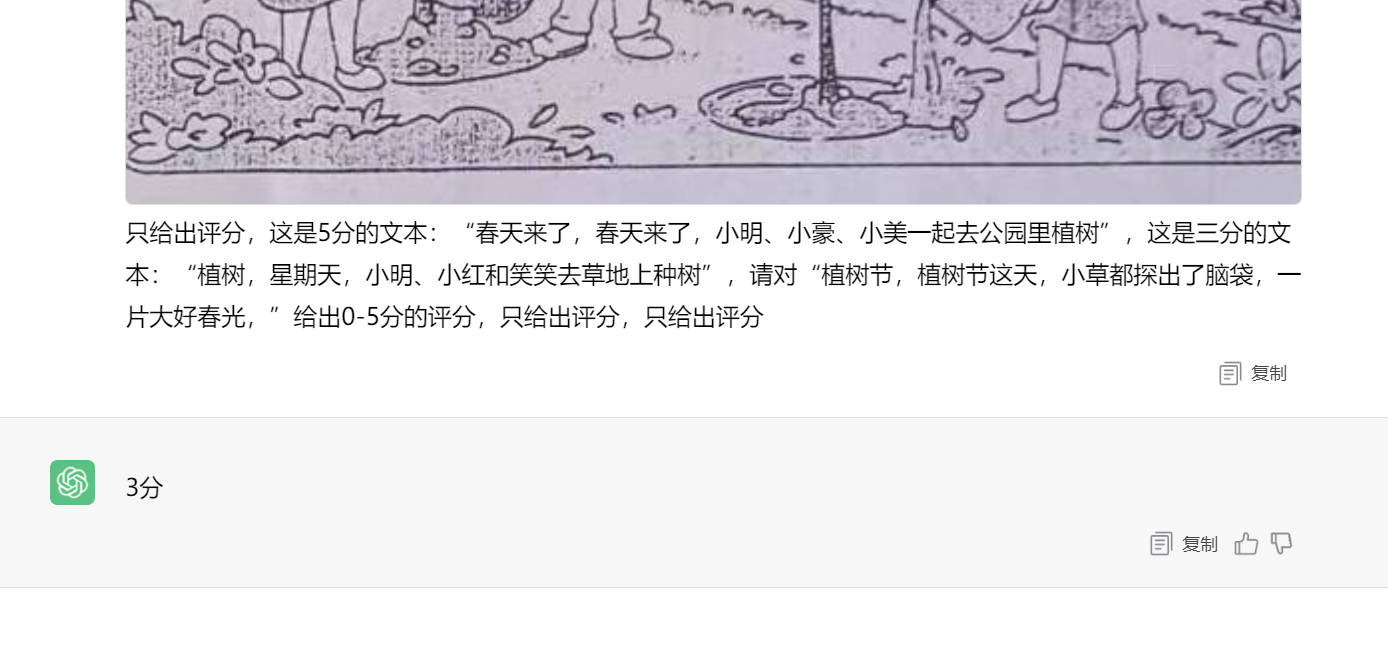 只给出评分，这是5分的文本：“春天来了，春天来了，小明、小豪、小美一起去公园里植树”，这是三分的文
本：“植树，星期天，小明、小红和笑笑去草地上种树”，请对“植树节，植树节这天，小草都探出了脑袋，一
片大好春光，”给出0-5分的评分，只给出评分，只给出评分
复制
3分
复制